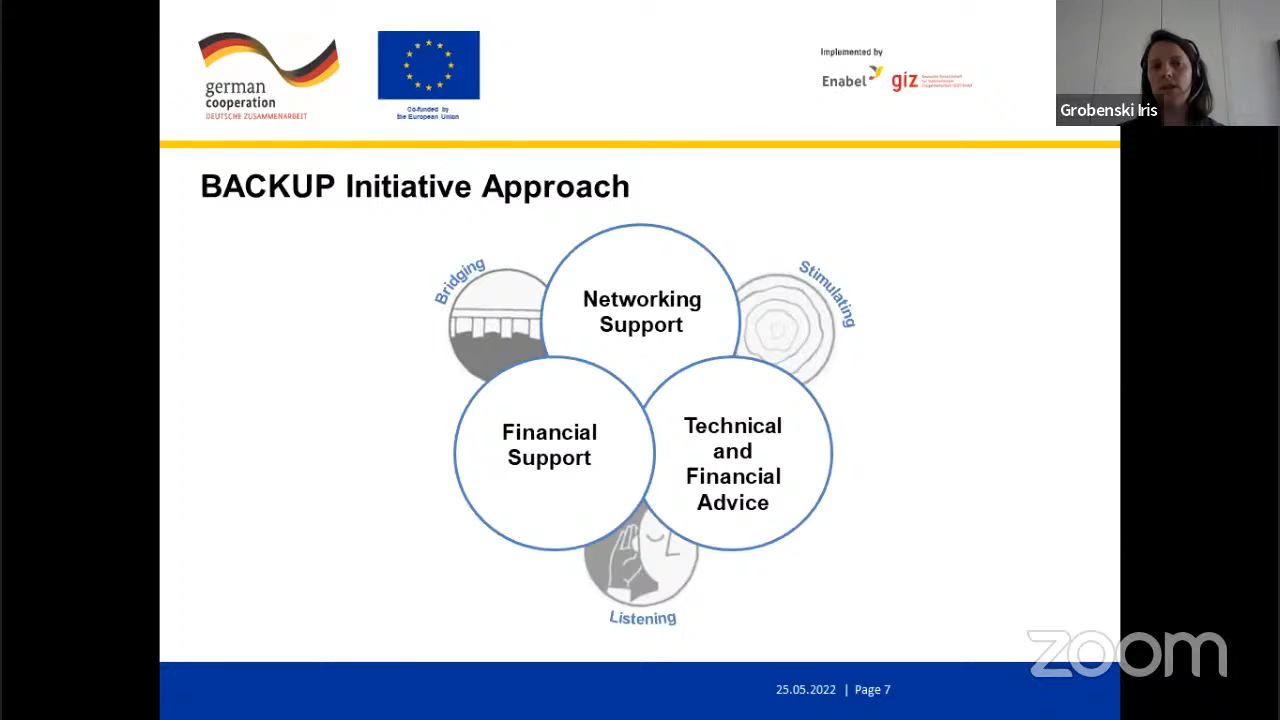 german
cooperation
DEUTSCHE ZUSAMMENARBEIT
Co-funded by
the European Union
Implemented by
Enabel
giz
Grobenski Iris
BACKUP Initiative Approach
Bridging
Stimulating
Networking
Support
Financial
Support
Technical
and
Financial
Advice
Listening
zoom
25.05.2022 | Page 7